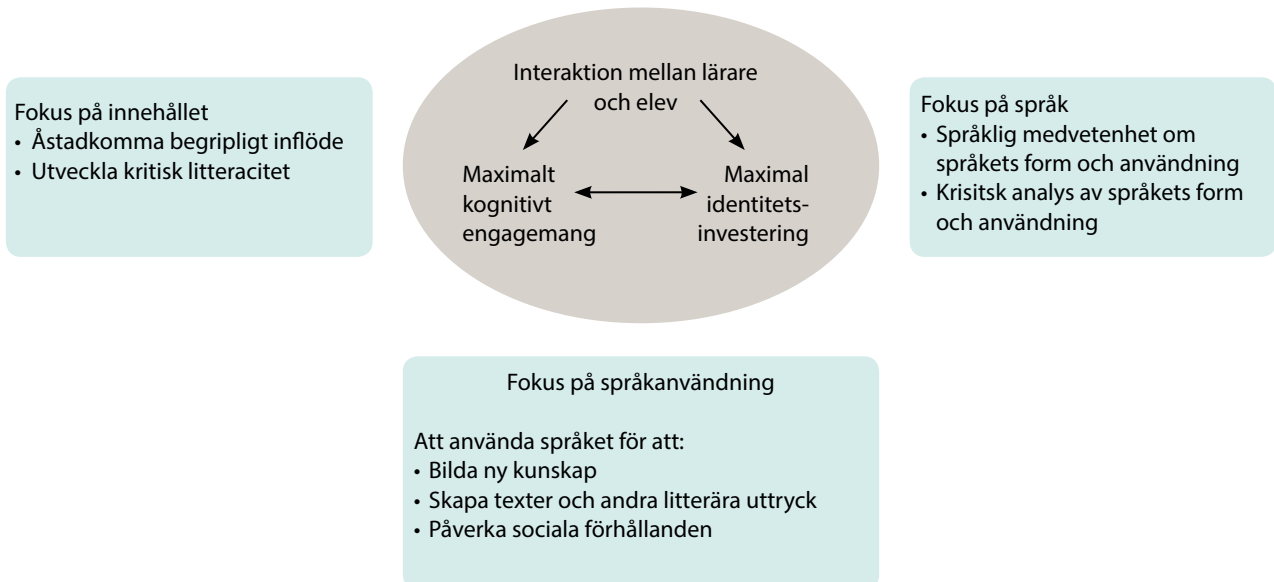 Interaktion mellan lärare
och elev
Maximalt
kognitivt
engagemang
Maximal
identitets-
investering
Fokus på innehållet
• Åstadkomma begripligt inflöde
• Utveckla kritisk litteracitet
Fokus på språk
• Språklig medvetenhet om
språkets form och användning
• Krisitsk analys av språkets form
och användning
Fokus på språkanvändning
Att använda språket för att:
• Bilda ny kunskap
• Skapa texter och andra litterära uttryck
• Påverka sociala förhållanden